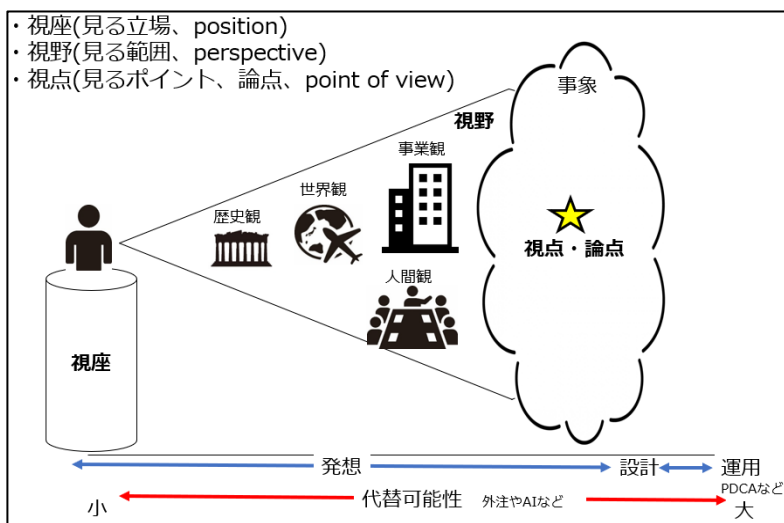 ・視座(見る立場、position)
・視野(見る範囲、perspective)
・視点(見るポイント、論点、point of view)
事象
視野
事業観
世界観
歴史観
視点・論点
人間観
視座
発想
設計
運用
PDCAなど
小
代替可能性
外注やAIなど
大